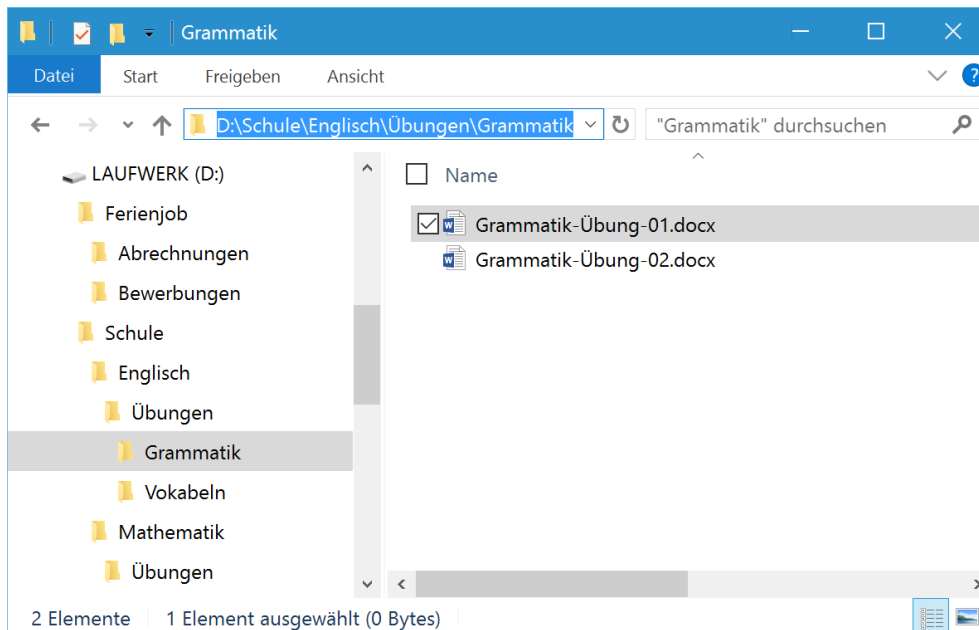 Grammatik
Datei Start Freigeben Ansicht ?
D:\Schule\Englisch\Übungen\Grammatik
"Grammatik" durchsuchen
LAUFWERK (D:)
Ferienjob
Abrechnungen
Bewerbungen
Schule
Englisch
Übungen
Grammatik
Vokabeln
Mathematik
Übungen
Name
Grammatik-Übung-01.docx
Grammatik-Übung-02.docx
2 Elemente 1 Element ausgewählt (0 Bytes)